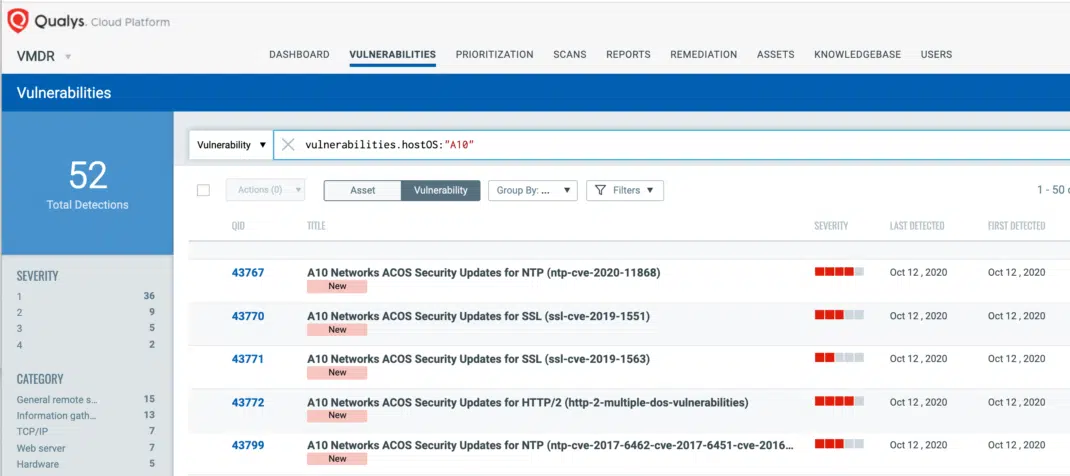 Qualys. Cloud Platform
VMDR
DASHBOARD VULNERABILITIES PRIORITIZATION SCANS REPORTS REMEDIATION ASSETS KNOWLEDGEBASE USERS
Vulnerabilities
52
Total Detections
Vulnerability vulnerabilities.hostOS:"A10"
Actions (0) Asset Vulnerability Group By: ... Filters 1 - 50
QID TITLE SEVERITY LAST DETECTED FIRST DETECTED
43767 A10 Networks ACOS Security Updates for NTP (ntp-cve-2020-11868) Oct 12, 2020 Oct 12, 2020
New
43770 A10 Networks ACOS Security Updates for SSL (ssl-cve-2019-1551) Oct 12, 2020 Oct 12, 2020
New
43771 A10 Networks ACOS Security Updates for SSL (ssl-cve-2019-1563) Oct 12, 2020 Oct 12, 2020
New
43772 A10 Networks ACOS Security Updates for HTTP/2 (http-2-multiple-dos-vulnerabilities) Oct 12, 2020 Oct 12, 2020
New
43799 A10 Networks ACOS Security Updates for NTP (ntp-cve-2017-6462-cve-2017-6451-cve-2016... Oct 12, 2020 Oct 12, 2020
New
SEVERITY
1 36
2 9
3 5
4 2
CATEGORY
General remote s... 15
Information gath... 13
TCP/IP 7
Web server 7
Hardware 5